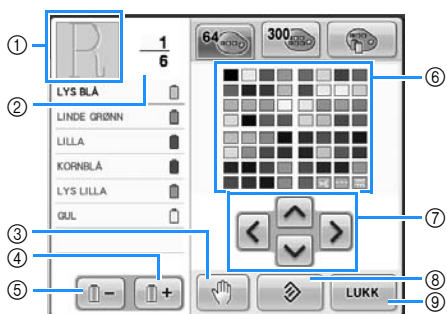 ①
R
1
6
②
64
300
⑥
LYS BLÅ
LINDE GRØNN
LILLA
KORNBLÅ
LYS LILLA
GUL
⑦
③
④
⑤
−
+
LUKK
⑧
⑨